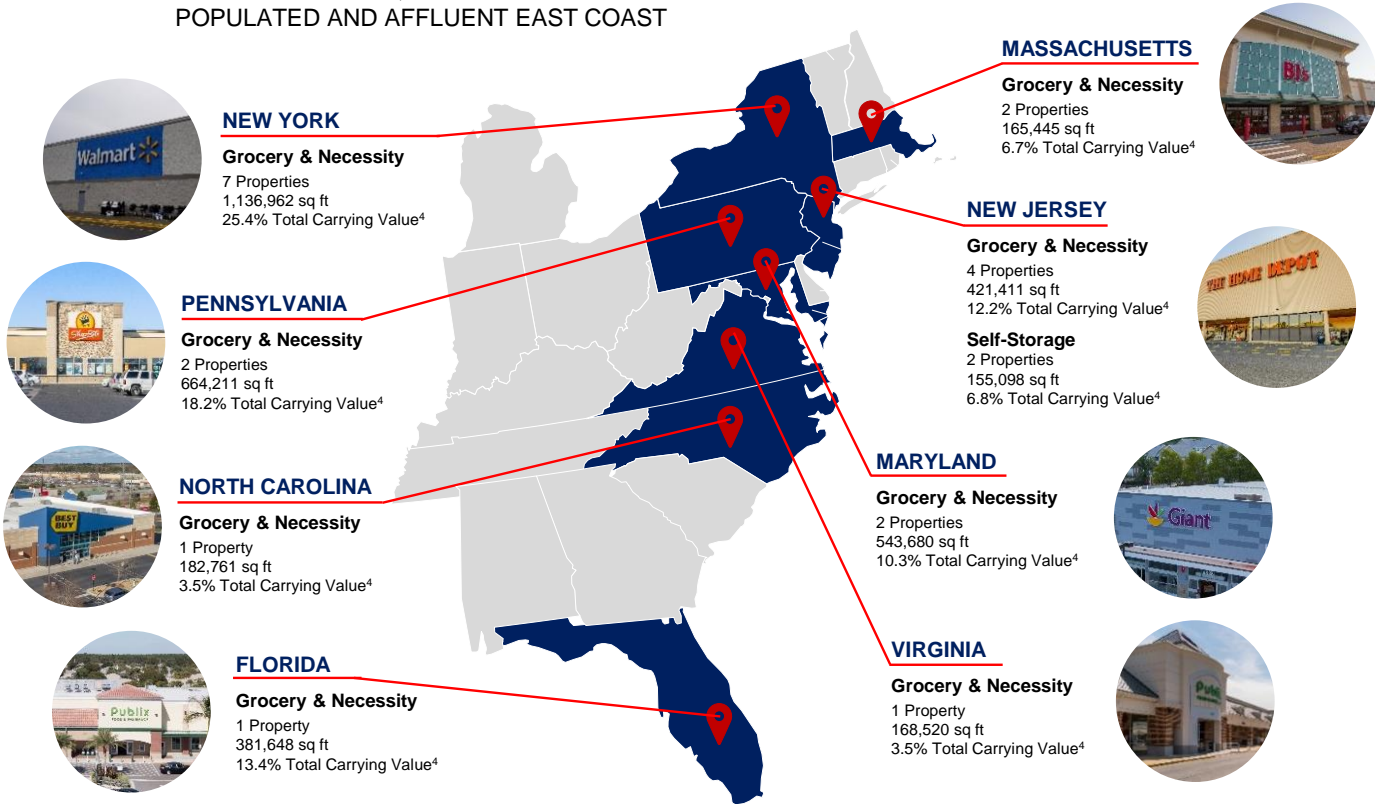 POPULATED AND AFFLUENT EAST COAST
NEW YORK
Grocery & Necessity
7 Properties
1,136,962 sq ft
25.4% Total Carrying Value⁴
PENNSYLVANIA
Grocery & Necessity
2 Properties
664,211 sq ft
18.2% Total Carrying Value⁴
NORTH CAROLINA
Grocery & Necessity
1 Property
182,761 sq ft
3.5% Total Carrying Value⁴
FLORIDA
Grocery & Necessity
1 Property
381,648 sq ft
13.4% Total Carrying Value⁴
MASSACHUSETTS
Grocery & Necessity
2 Properties
165,445 sq ft
6.7% Total Carrying Value⁴
NEW JERSEY
Grocery & Necessity
4 Properties
421,411 sq ft
12.2% Total Carrying Value⁴
Self-Storage
2 Properties
155,098 sq ft
6.8% Total Carrying Value⁴
MARYLAND
Grocery & Necessity
2 Properties
543,680 sq ft
10.3% Total Carrying Value⁴
VIRGINIA
Grocery & Necessity
1 Property
168,520 sq ft
3.5% Total Carrying Value⁴
Walmart
ShopRite
BEST
BUY
Publix
FOOD & PHARMACY
BJ's
THE HOME DEPOT
Giant